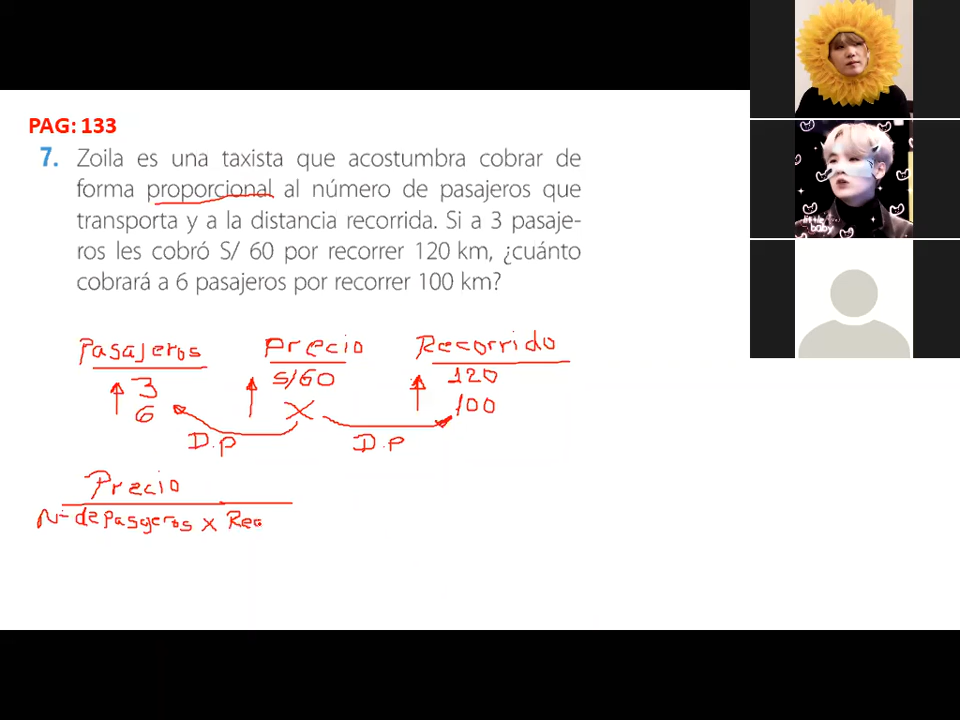 PAG: 133
7. Zoila es una taxista que acostumbra cobrar de
forma proporcional al número de pasajeros que
transporta y a la distancia recorrida. Si a 3 pasaje-
ros les cobró S/ 60 por recorrer 120 km, ¿cuánto
cobrará a 6 pasajeros por recorrer 100 km?
Pasajeros Precio Recorrido
3 S/60 120
6 X 100
D.P D.P
Precio
N- de Pasajeros x Rec
little
baby